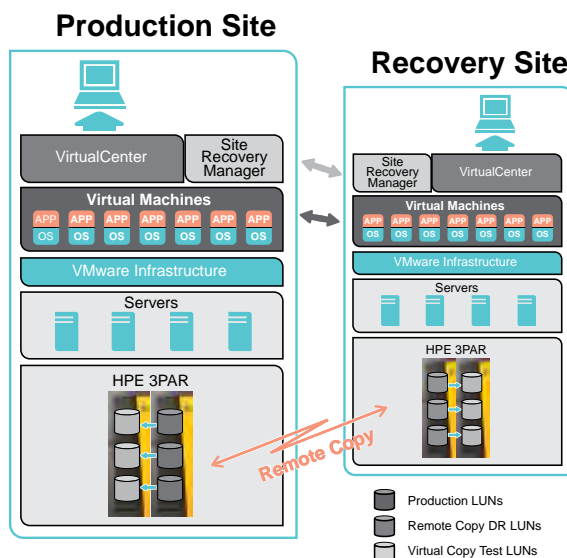 Production Site
VirtualCenter
Site
Recovery
Manager
Virtual Machines
APP APP APP APP APP APP APP
OS OS OS OS OS OS OS
VMware Infrastructure
Servers
HPE 3PAR
Remote Copy
Recovery Site
Site
Recovery
Manager
VirtualCenter
Virtual Machines
APP APP APP APP APP APP APP
OS OS OS OS OS OS OS
VMware Infrastructure
Servers
HPE 3PAR
Production LUNs
Remote Copy DR LUNs
Virtual Copy Test LUNs